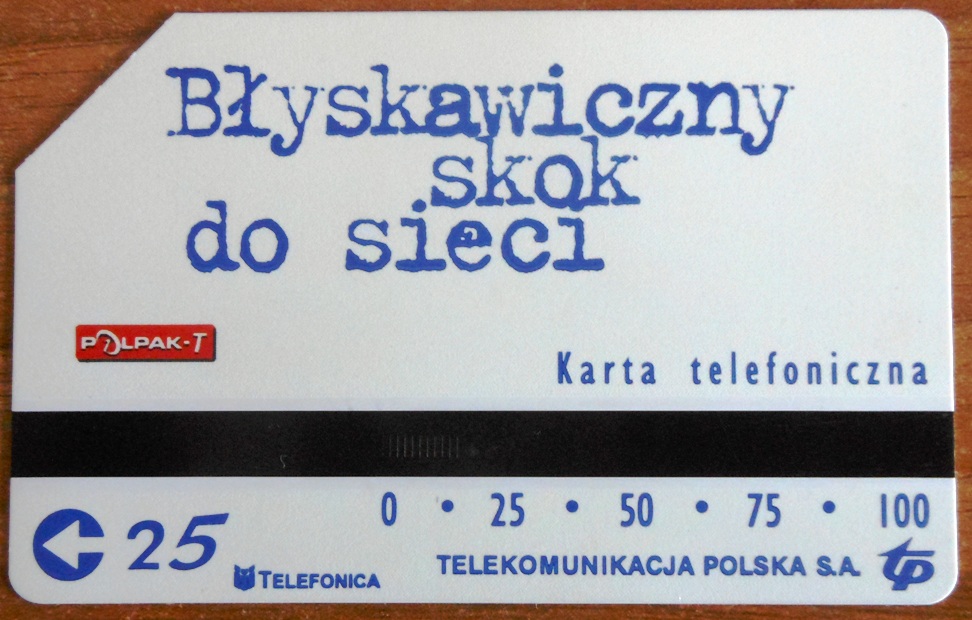 Błyskawiczny
skok
do sieci
POLPAK-T
Karta telefoniczna
0 • 25 • 50 • 75 • 100
25
TELEFONICA
TELEKOMUNIKACJA POLSKA S.A.
tp